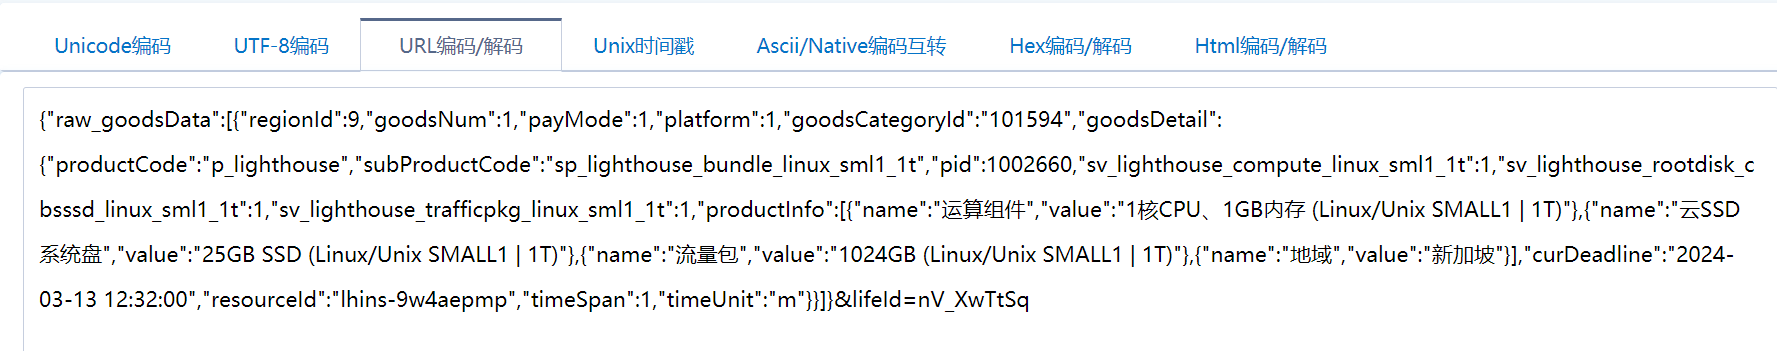 Unicode编码 UTF-8编码 URL编码/解码 Unix时间戳 Ascii/Native编码互转 Hex编码/解码 Html编码/解码
{"raw_goodsData":[{"regionId":9,"goodsNum":1,"payMode":1,"platform":1,"goodsCategoryId":"101594","goodsDetail":
{"productCode":"p_lighthouse","subProductCode":"sp_lighthouse_bundle_linux_sml1_1t","pid":1002660,"sv_lighthouse_compute_linux_sml1_1t":1,"sv_lighthouse_rootdisk_c
bsssd_linux_sml1_1t":1,"sv_lighthouse_trafficpkg_linux_sml1_1t":1,"productInfo":[{"name":"运算组件","value":"1核CPU、1GB内存 (Linux/Unix SMALL1 | 1T)"},{"name":"云SSD
系统盘","value":"25GB SSD (Linux/Unix SMALL1 | 1T)"},{"name":"流量包","value":"1024GB (Linux/Unix SMALL1 | 1T)"},{"name":"地域","value":"新加坡"}],"curDeadline":"2024-
03-13 12:32:00","resourceId":"lhins-9w4aepmp","timeSpan":1,"timeUnit":"m"}}]}&lifeId=nV_XwTtSq